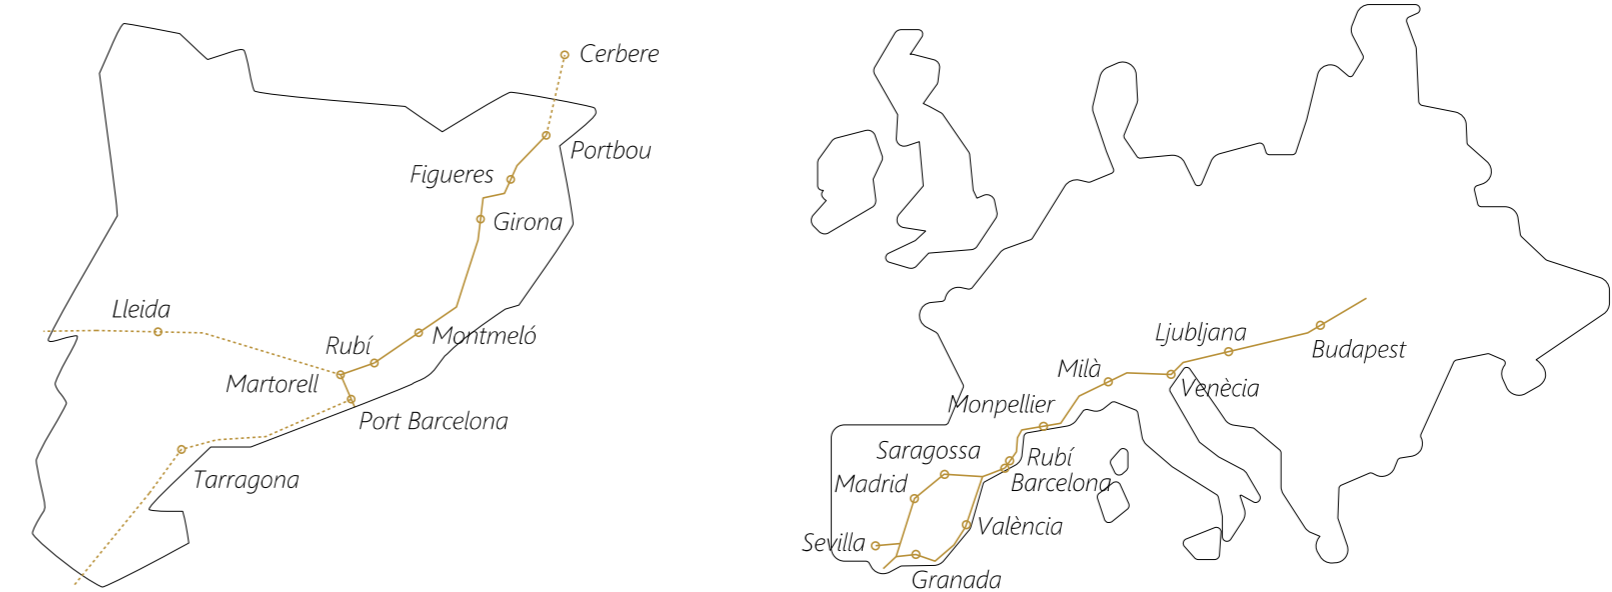 Cerbere
Portbou
Figueres
Girona
Lleida
Montmeló
Rubí
Martorell
Port Barcelona
Tarragona
Ljubljana
Budapest
Milà
Venècia
Monpellier
Saragossa
Rubí
Madrid
Barcelona
València
Sevilla
Granada